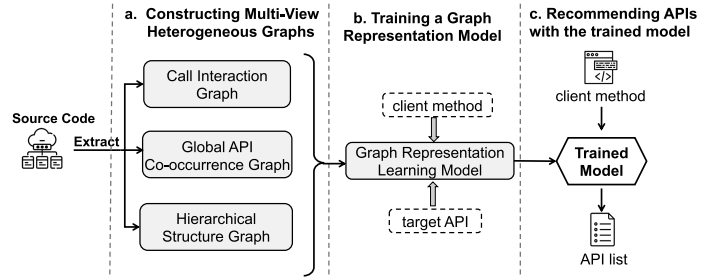 a. Constructing Multi-View
Heterogeneous Graphs
b. Training a Graph
Representation Model
c. Recommending APIs
with the trained model
Source Code
Extract
Call Interaction
Graph
Global API
Co-occurrence Graph
Hierarchical
Structure Graph
client method
Graph Representation
Learning Model
target API
</>
client method
Trained
Model
API list